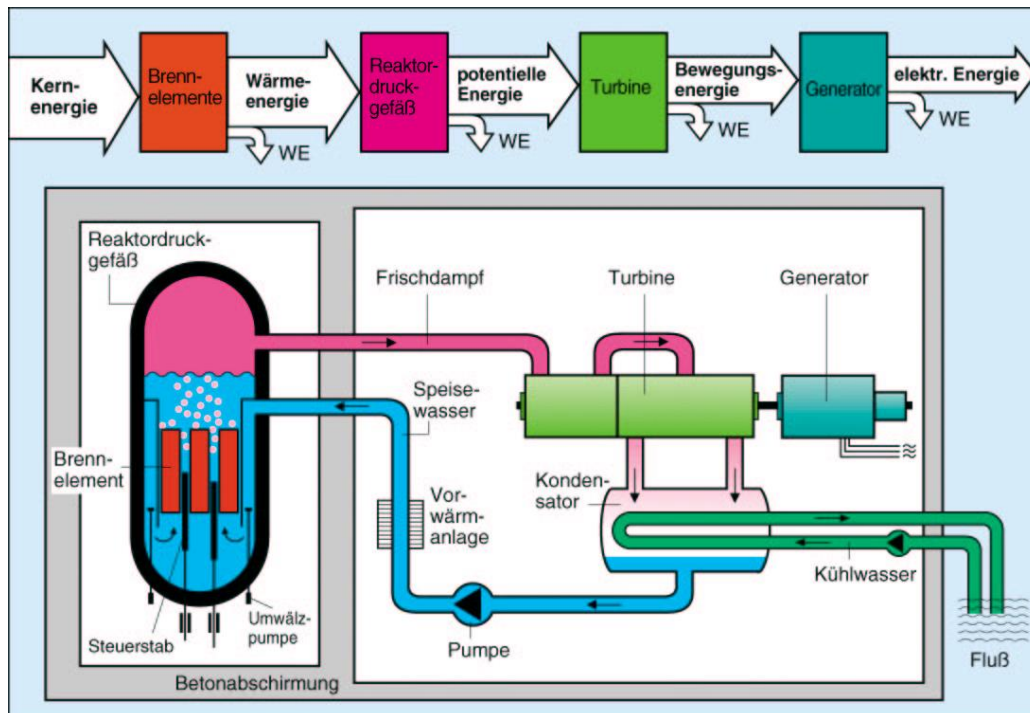 Kern-
energie
Brenn-
elemente
Wärme-
energie
WE
Reaktor-
druck-
gefäß
potentielle
Energie
WE
Turbine
Bewegungs-
energie
WE
Generator
elektr. Energie
WE
Reaktordruck-
gefäß
Frischdampf
Turbine
Generator
Speise-
wasser
Brenn-
element
Vor-
wärm-
anlage
Konden-
sator
Kühlwasser
Steuerstab
Umwälz-
pumpe
Pumpe
Fluß
Betonabschirmung